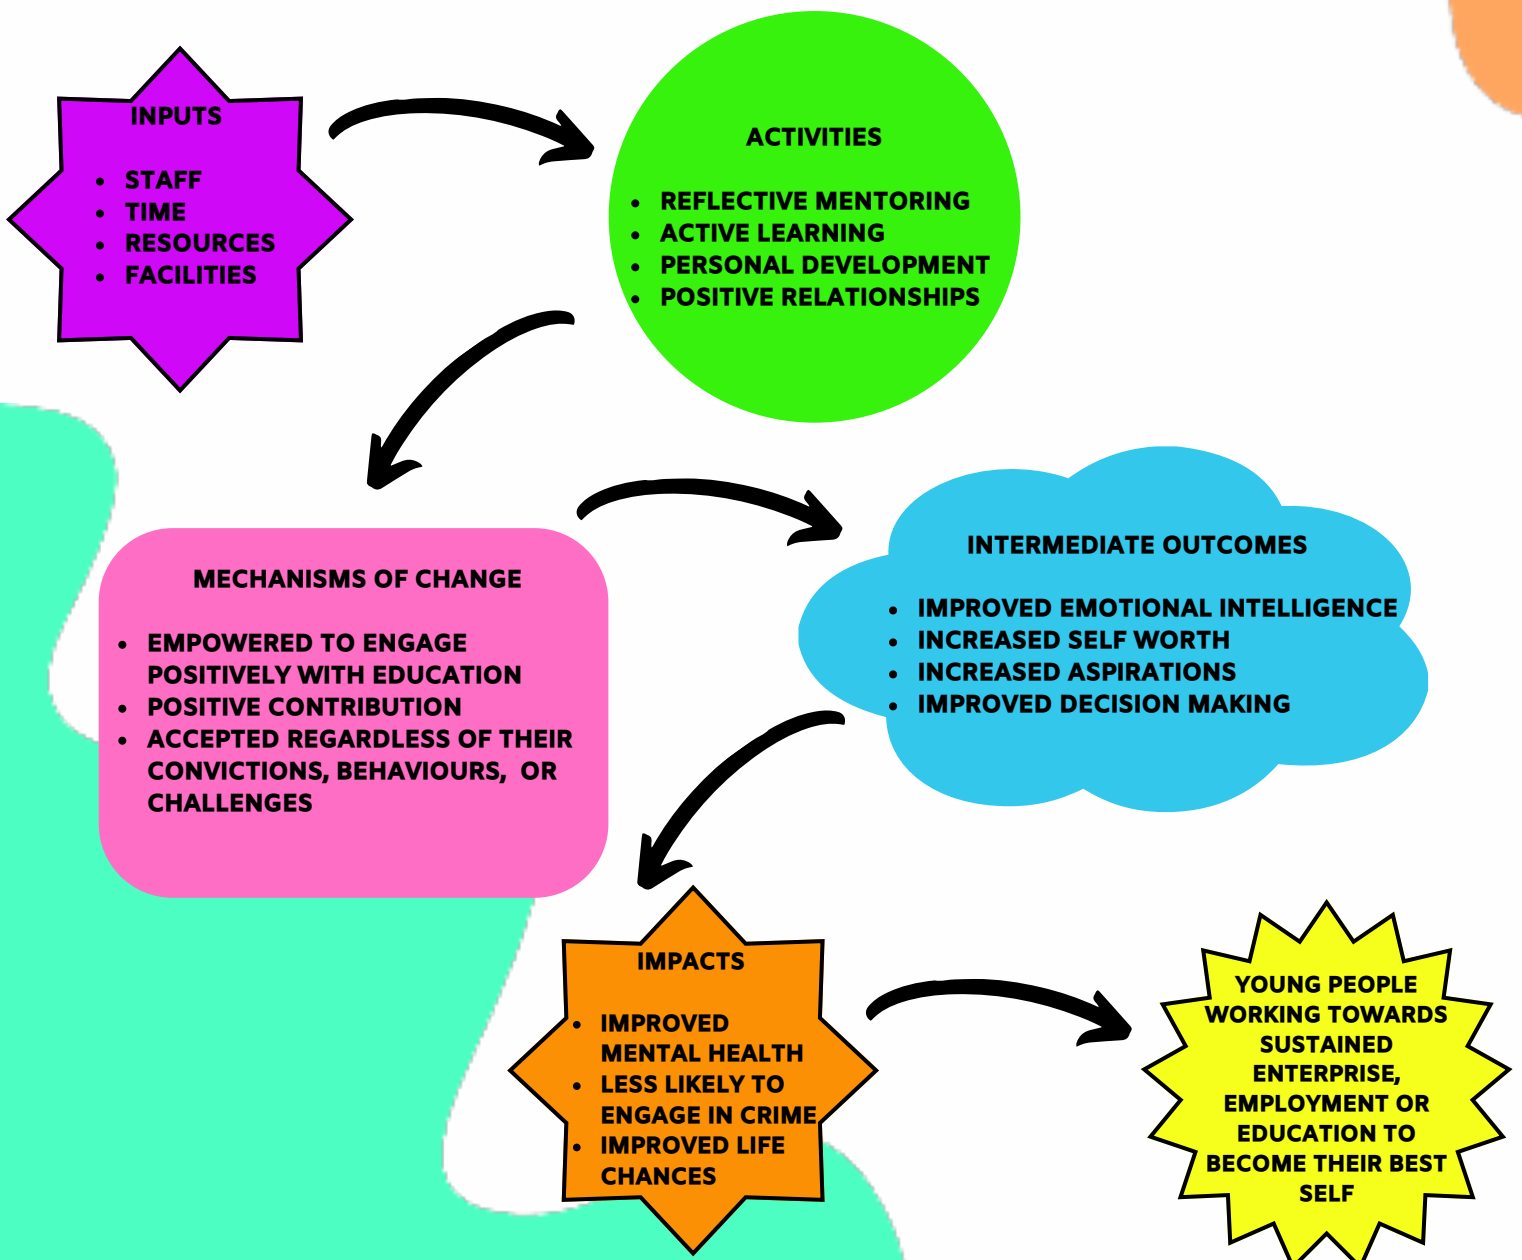 INPUTS
• STAFF
• TIME
• RESOURCES
• FACILITIES
ACTIVITIES
• REFLECTIVE MENTORING
• ACTIVE LEARNING
• PERSONAL DEVELOPMENT
• POSITIVE RELATIONSHIPS
MECHANISMS OF CHANGE
• EMPOWERED TO ENGAGE
POSITIVELY WITH EDUCATION
• POSITIVE CONTRIBUTION
• ACCEPTED REGARDLESS OF THEIR
CONVICTIONS, BEHAVIOURS, OR
CHALLENGES
INTERMEDIATE OUTCOMES
• IMPROVED EMOTIONAL INTELLIGENCE
• INCREASED SELF WORTH
• INCREASED ASPIRATIONS
• IMPROVED DECISION MAKING
IMPACTS
• IMPROVED
MENTAL HEALTH
• LESS LIKELY TO
ENGAGE IN CRIME
• IMPROVED LIFE
CHANCES
YOUNG PEOPLE
WORKING TOWARDS
SUSTAINED
ENTERPRISE,
EMPLOYMENT OR
EDUCATION TO
BECOME THEIR BEST
SELF